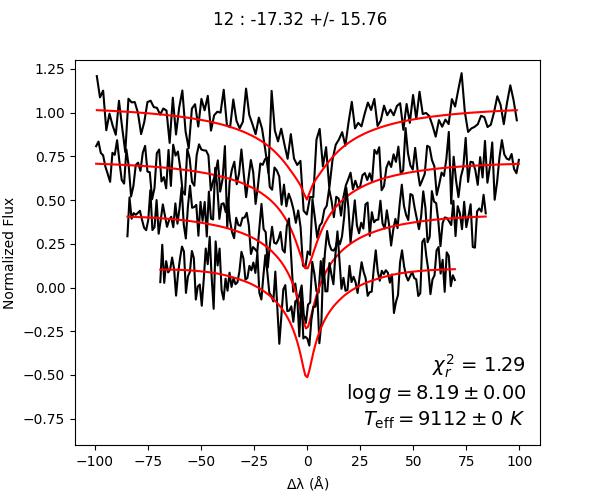 12 : -17.32 +/- 15.76
1.25
1.00
0.75
0.50
0.25
0.00
−0.25
−0.50
−0.75
Normalized Flux
χ²ᵣ = 1.29
log g = 8.19 ± 0.00
Teff = 9112 ± 0 K
−100 −75 −50 −25 0 25 50 75 100
Δλ (Å)